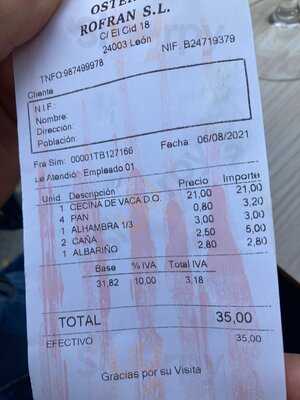 ROFRAN S.L.
C/ El Cid 18
24003 León
TNFO:987499978 NIF: B24719379
Cliente
N.I.F.:
Nombre:
Dirección:
Población:
Fra Sim: 00001TB127166 Fecha: 06/08/2021
Le Atendió: Empleado 01
Unid Descripción Precio Importe
1 CECINA DE VACA D.O. 21,00 21,00
4 PAN 0,80 3,20
1 ALHAMBRA 1/3 3,00 3,00
2 CAÑA 2,50 5,00
1 ALBARIÑO 2,80 2,80
Base % IVA Total IVA
31,82 10,00 3,18
TOTAL 35,00
EFECTIVO 35,00
Gracias por su Visita